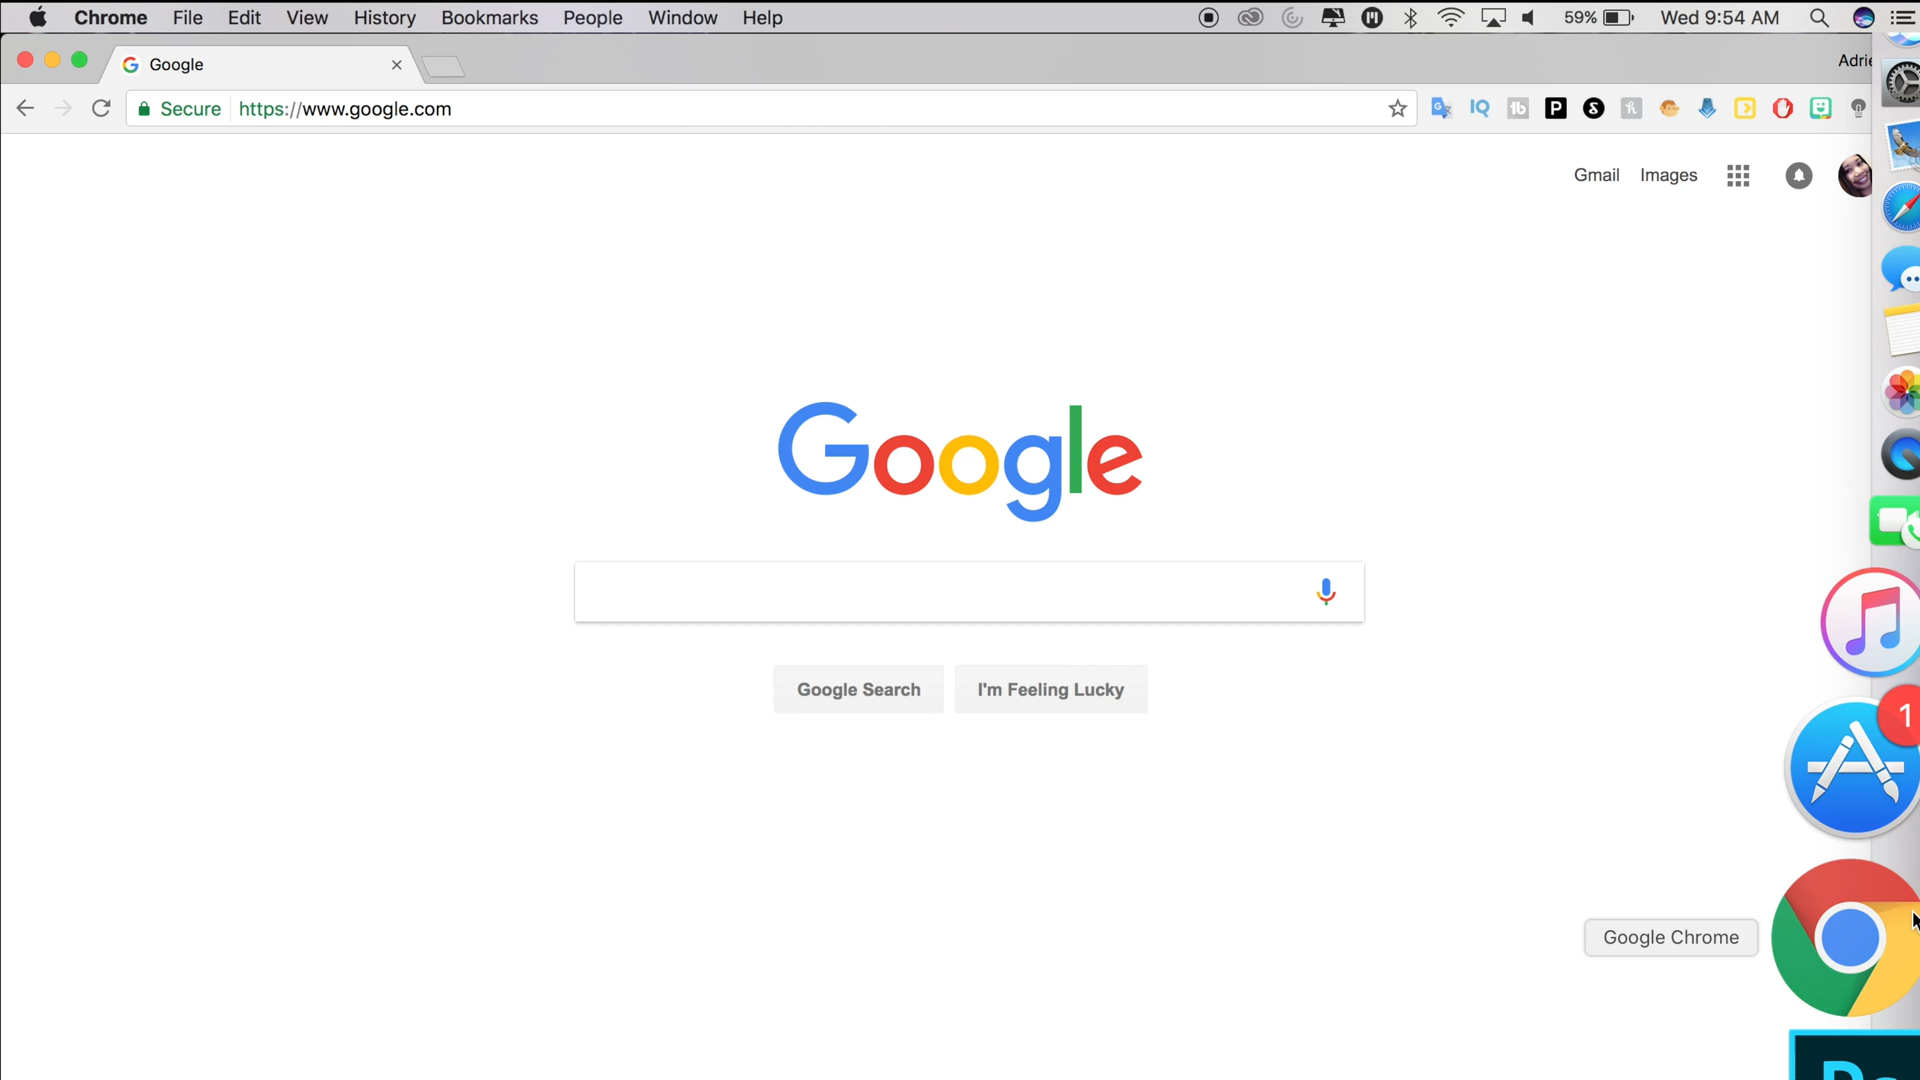 Chrome File Edit View History Bookmarks People Window Help 59% Wed 9:54 AM
Google
Secure https://www.google.com
Gmail Images
Google
Google Search I'm Feeling Lucky
1
Google Chrome